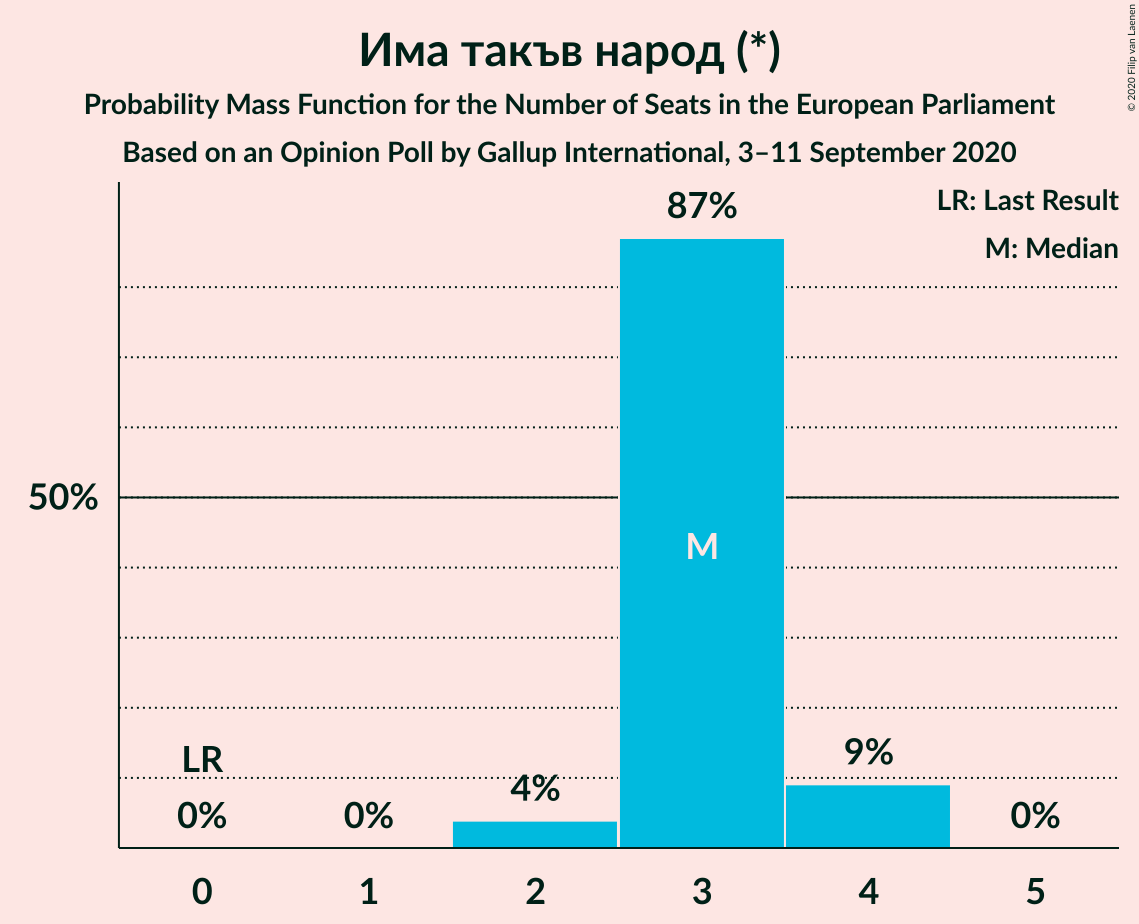 Има такъв народ (*)
Probability Mass Function for the Number of Seats in the European Parliament
Based on an Opinion Poll by Gallup International, 3–11 September 2020
© 2020 Filip van Laenen
LR: Last Result
M: Median
87%
50%
M
LR
9%
4%
0%
0%
0%
0 1 2 3 4 5